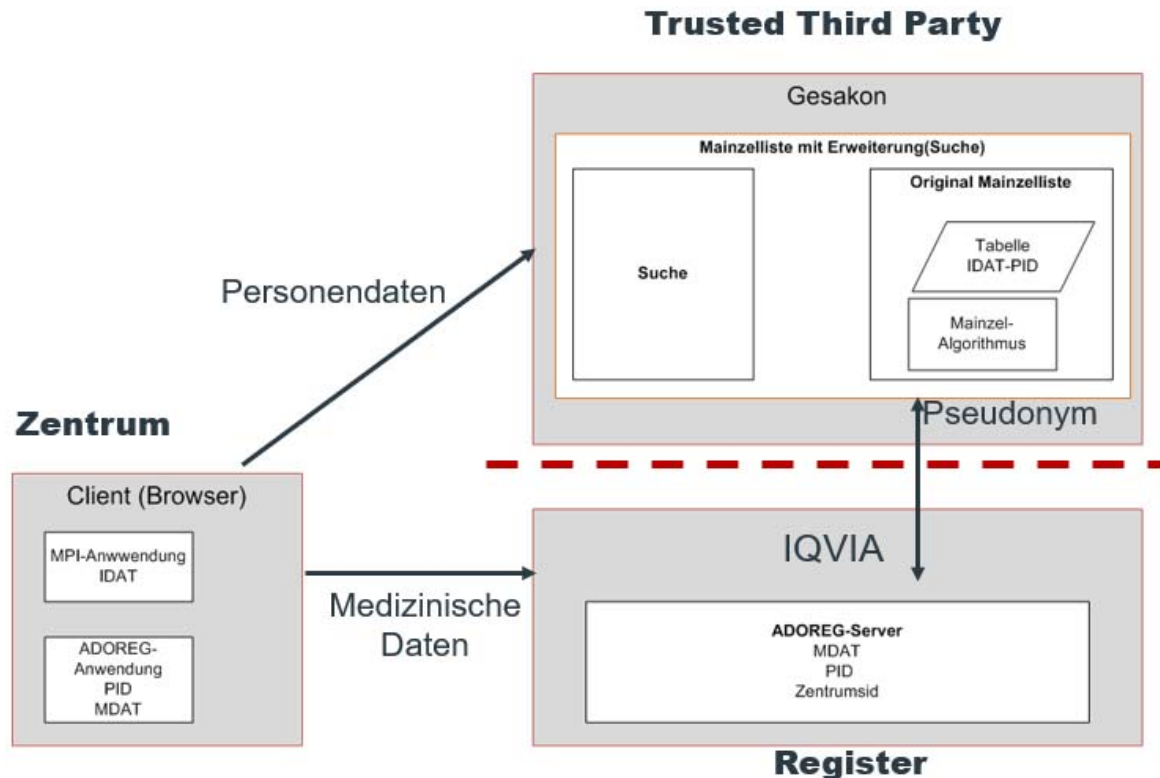 Trusted Third Party
Gesakon
Mainzelliste mit Erweiterung(Suche)
Suche
Original Mainzelliste
Tabelle
IDAT-PID
Mainzel-
Algorithmus
Personendaten
Pseudonym
Zentrum
Client (Browser)
MPI-Anwwendung
IDAT
ADOREG-
Anwendung
PID
MDAT
Medizinische
Daten
IQVIA
ADOREG-Server
MDAT
PID
Zentrumsid
Register